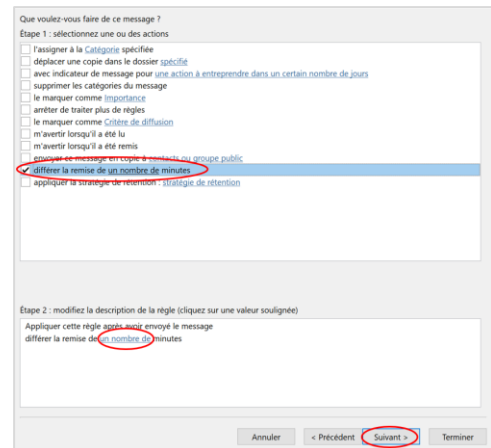 Que voulez-vous faire de ce message ?
Étape 1 : sélectionnez une ou des actions
l'assigner à la Catégorie spécifiée
déplacer une copie dans le dossier spécifié
avec indicateur de message pour une action à entreprendre dans un certain nombre de jours
supprimer les catégories du message
le marquer comme Importance
arrêter de traiter plus de règles
le marquer comme Critère de diffusion
m'avertir lorsqu'il a été lu
m'avertir lorsqu'il a été remis
envoyer ce message en copie à contacts ou groupe public
différer la remise de un nombre de minutes
appliquer la stratégie de rétention : stratégie de rétention
Étape 2 : modifiez la description de la règle (cliquez sur une valeur soulignée)
Appliquer cette règle après avoir envoyé le message
différer la remise de un nombre de minutes
Annuler < Précédent Suivant > Terminer